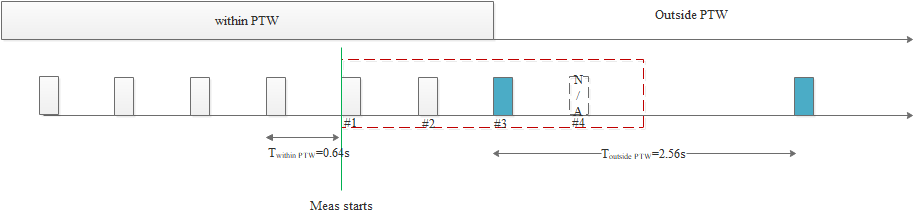 within PTW
Outside PTW
N
/
A
#1
#2
#3
#4
Twithin PTW=0.64s
Toutside PTW=2.56s
Meas starts